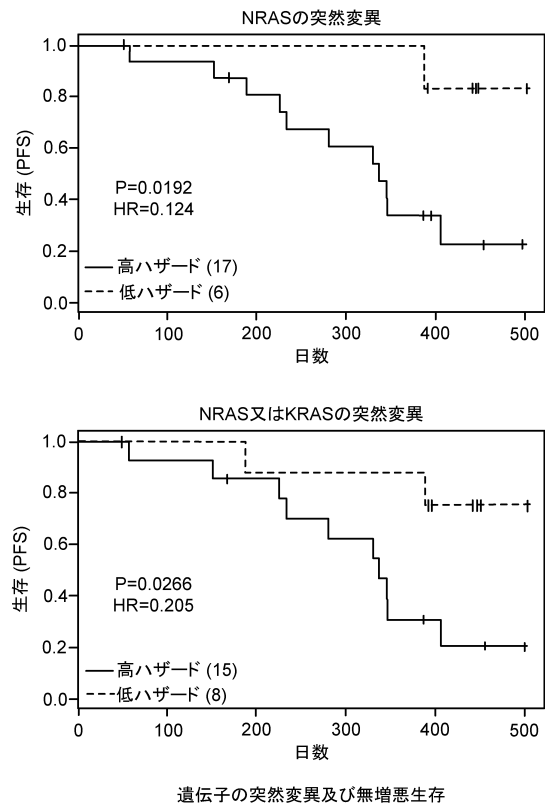 NRASの突然変異
生存 (PFS)
1.0
0.8
0.6
0.4
0.2
0.0
P=0.0192
HR=0.124
高ハザード (17)
低ハザード (6)
0 100 200 300 400 500
日数
NRAS又はKRASの突然変異
生存 (PFS)
1.0
0.8
0.6
0.4
0.2
0.0
P=0.0266
HR=0.205
高ハザード (15)
低ハザード (8)
0 100 200 300 400 500
日数
遺伝子の突然変異及び無増悪生存